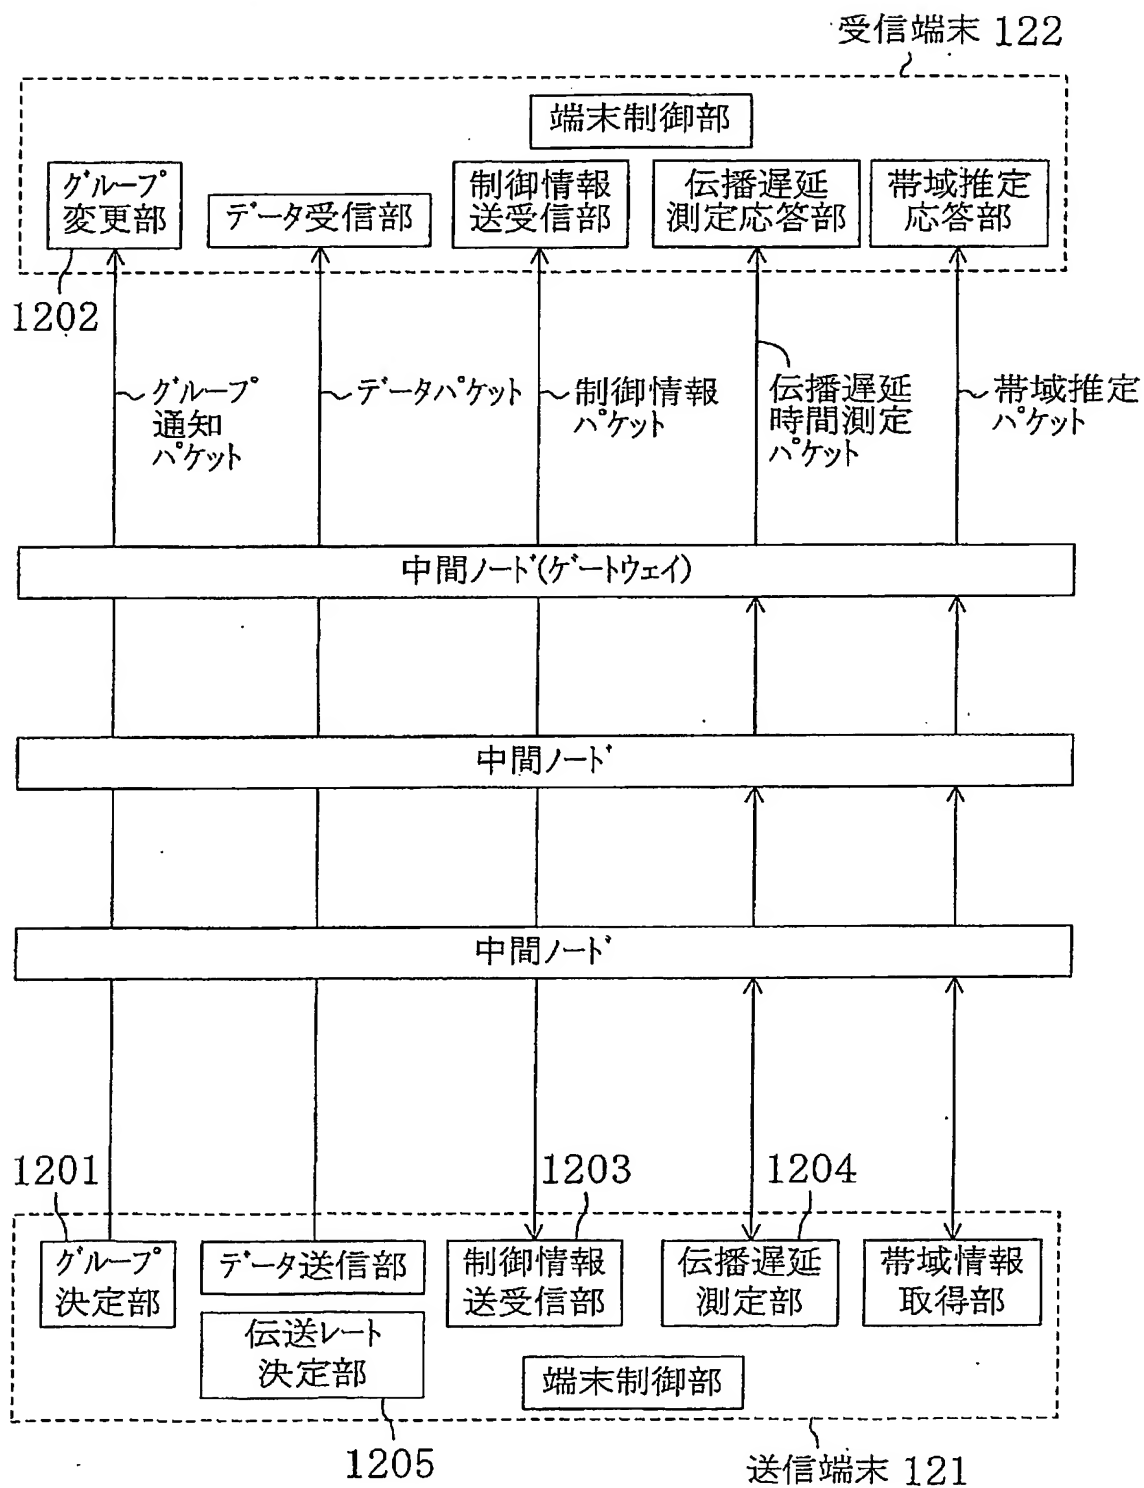 受信端末 122
端末制御部
グループ
変更部
データ受信部
制御情報
送受信部
伝播遅延
測定応答部
帯域推定
応答部
1202
グループ
通知
パケット
データパケット
制御情報
パケット
伝播遅延
時間測定
パケット
帯域推定
パケット
中間ノード(ゲートウェイ)
中間ノード
中間ノード
1201
1203
1204
グループ
決定部
データ送信部
制御情報
送受信部
伝播遅延
測定部
帯域情報
取得部
伝送レート
決定部
端末制御部
1205
送信端末 121